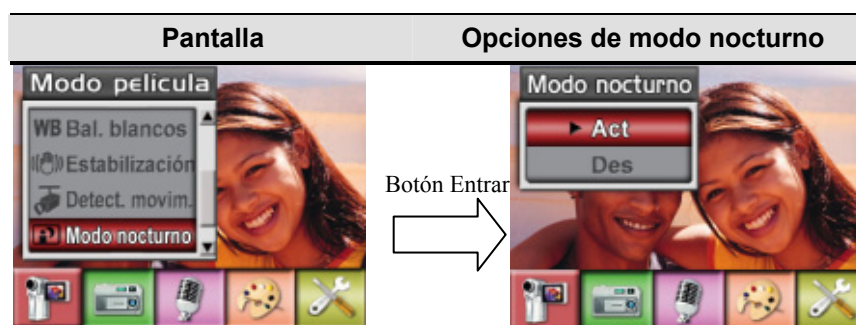 Pantalla
Opciones de modo nocturno
Modo película
WB Bal. blancos
Estabilización
Detect. movim.
Modo nocturno
Botón Entrar
Modo nocturno
Act
Des